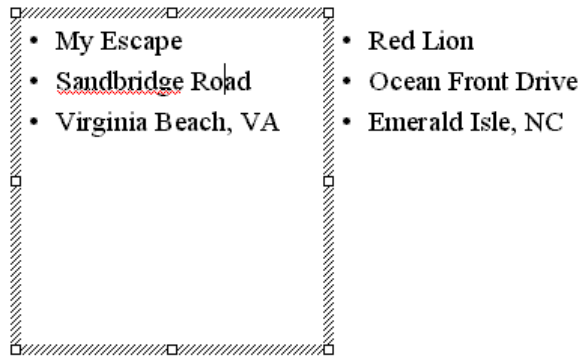 • My Escape
• Sandbridge Road
• Virginia Beach, VA
• Red Lion
• Ocean Front Drive
• Emerald Isle, NC